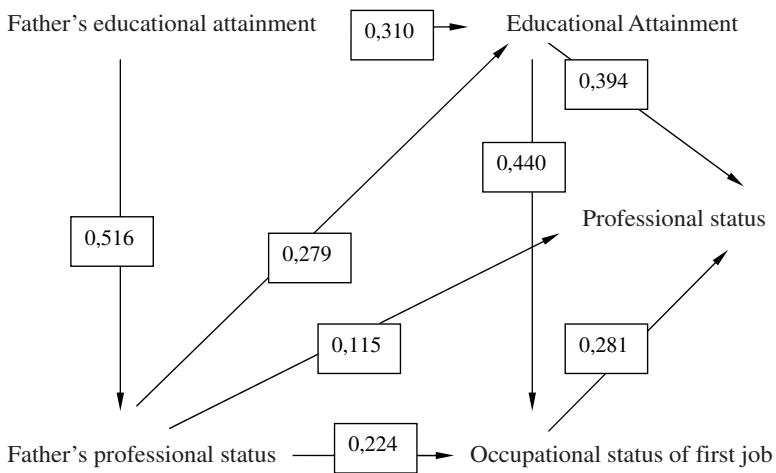 Father's educational attainment
0,310
Educational Attainment
0,394
0,440
Professional status
0,516
0,279
0,115
0,281
0,224
Father's professional status
Occupational status of first job